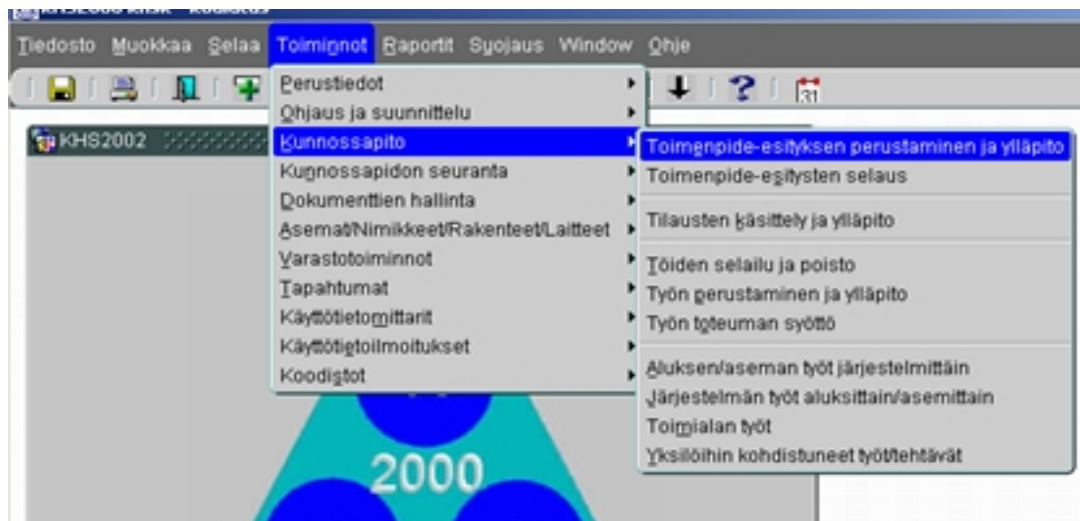 Tiedosto Muokkaa Selaa Toiminnot Raportit Suojaus Window Ohje
31
KHS2002
Perustiedot
Ohjaus ja suunnittelu
Kunnossapito
Kunnossapidon seuranta
Dokumenttien hallinta
Asemat/Nimikkeet/Rakenteet/Laitteet
Varastotoiminnot
Tapahtumat
Käyttötietomittarit
Käyttötietoilmoitukset
Koodistot
Toimenpide-esityksen perustaminen ja ylläpito
Toimenpide-esitysten selaus
Tilausten käsittely ja ylläpito
Töiden selailu ja poisto
Työn perustaminen ja ylläpito
Työn toteuman syöttö
Aluksen/aseman työt järjestelmittäin
Järjestelmän työt aluksittain/asemittain
Toimialan työt
Yksilöihin kohdistuneet työt/tehtävät
2000